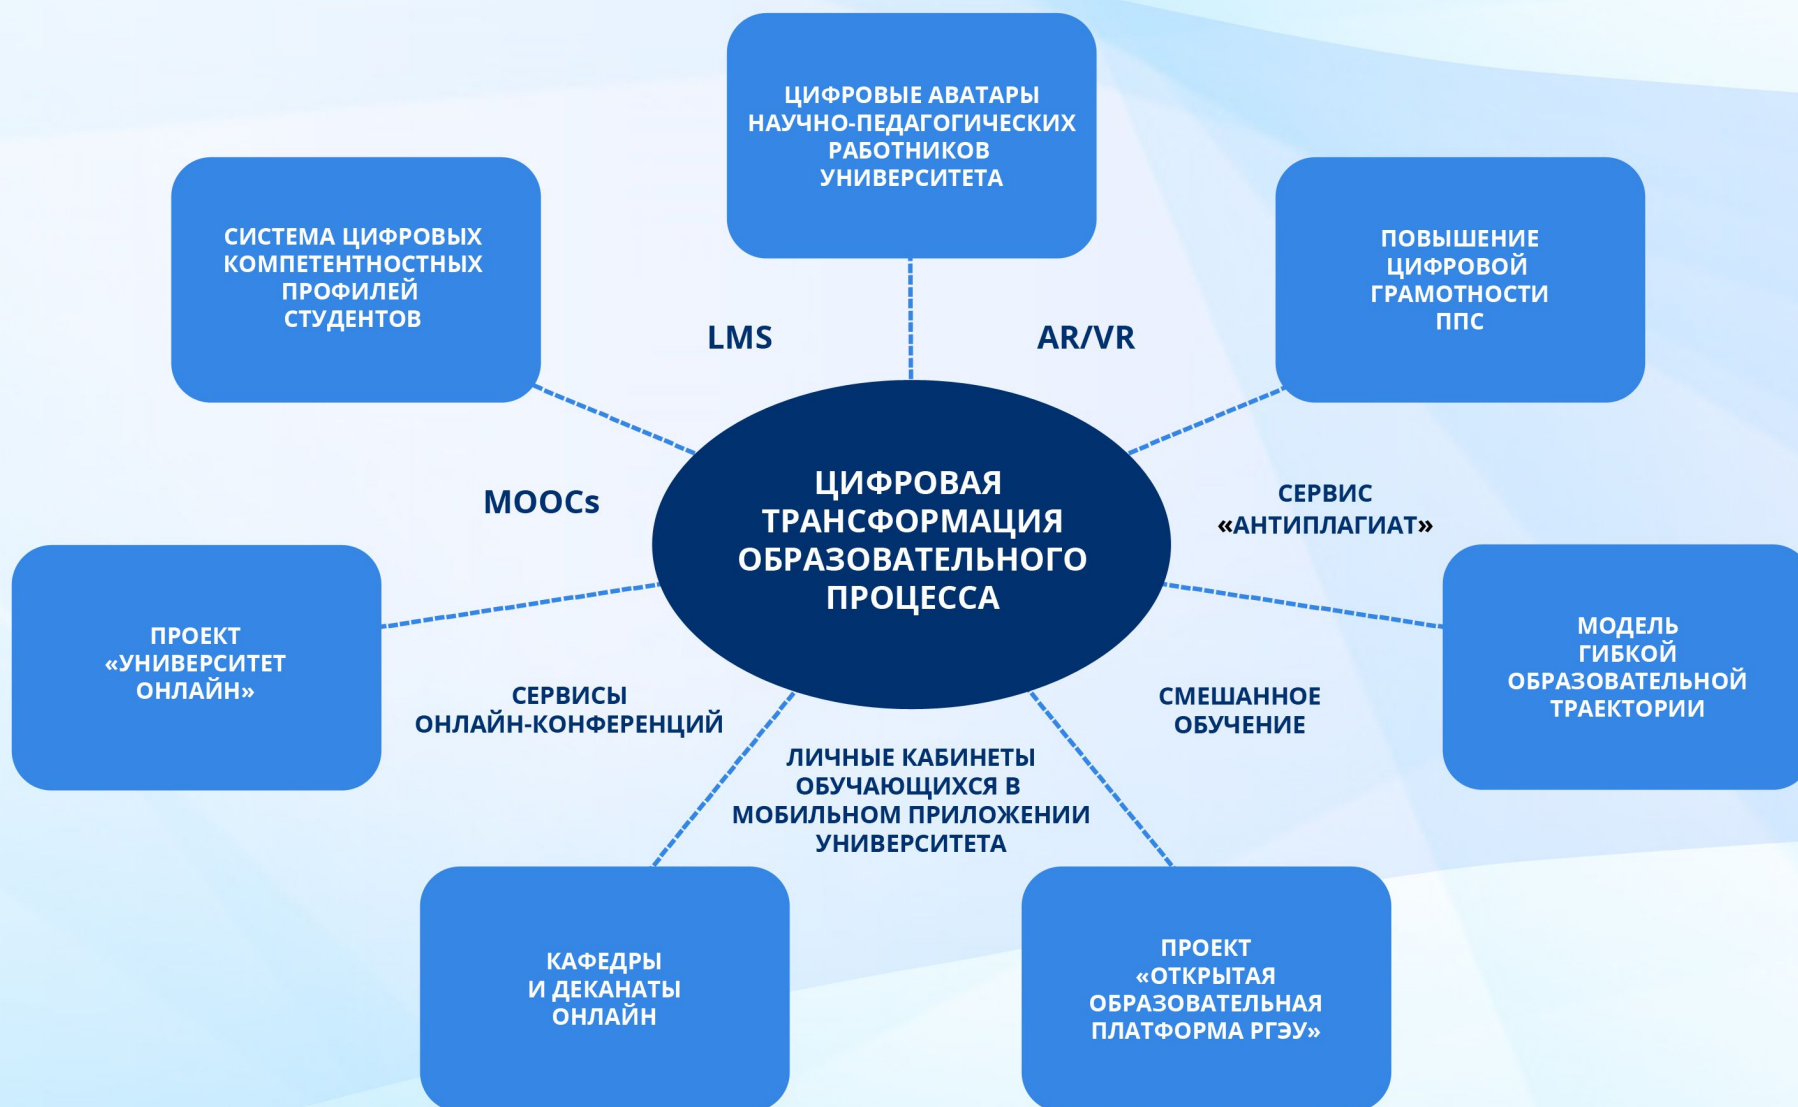 ЦИФРОВЫЕ АВАТАРЫ
НАУЧНО-ПЕДАГОГИЧЕСКИХ
РАБОТНИКОВ
УНИВЕРСИТЕТА
СИСТЕМА ЦИФРОВЫХ
КОМПЕТЕНТНОСТНЫХ
ПРОФИЛЕЙ
СТУДЕНТОВ
ПОВЫШЕНИЕ
ЦИФРОВОЙ
ГРАМОТНОСТИ
ППС
LMS
AR/VR
MOOCs
ЦИФРОВАЯ
ТРАНСФОРМАЦИЯ
ОБРАЗОВАТЕЛЬНОГО
ПРОЦЕССА
СЕРВИС
«АНТИПЛАГИАТ»
ПРОЕКТ
«УНИВЕРСИТЕТ
ОНЛАЙН»
МОДЕЛЬ
ГИБКОЙ
ОБРАЗОВАТЕЛЬНОЙ
ТРАЕКТОРИИ
СЕРВИСЫ
ОНЛАЙН-КОНФЕРЕНЦИЙ
СМЕШАННОЕ
ОБУЧЕНИЕ
ЛИЧНЫЕ КАБИНЕТЫ
ОБУЧАЮЩИХСЯ В
МОБИЛЬНОМ ПРИЛОЖЕНИИ
УНИВЕРСИТЕТА
КАФЕДРЫ
И ДЕКАНАТЫ
ОНЛАЙН
ПРОЕКТ
«ОТКРЫТАЯ
ОБРАЗОВАТЕЛЬНАЯ
ПЛАТФОРМА РГЭУ»